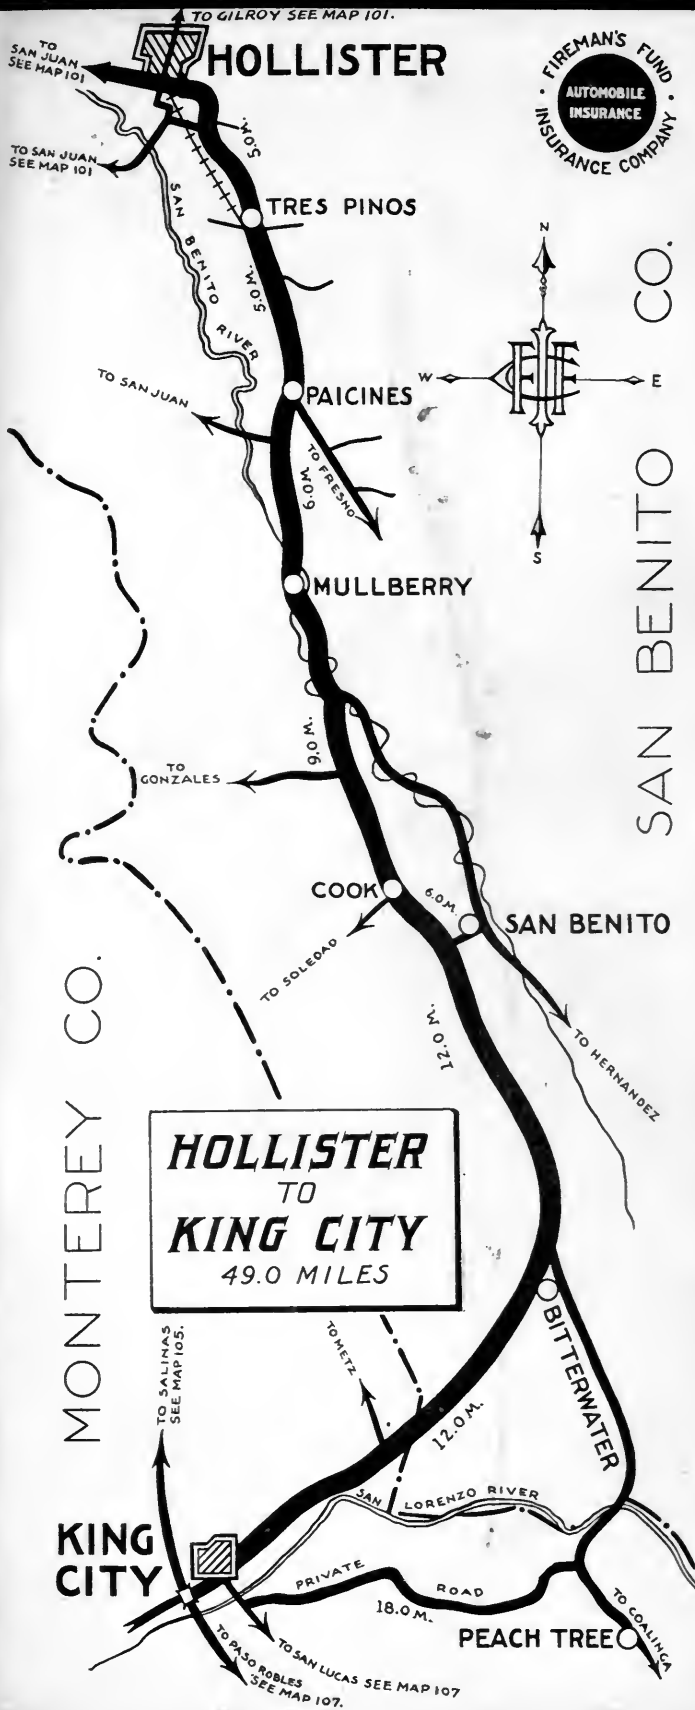 TO GILROY SEE MAP 101.
TO
SAN JUAN
SEE MAP 101
HOLLISTER
FIREMAN'S FUND
AUTOMOBILE
INSURANCE
INSURANCE COMPANY
5.0 M.
TO SAN JUAN
SEE MAP 101
SAN BENITO RIVER
TRES PINOS
N
S
5.0 M.
SAN BENITO CO.
TO SAN JUAN
PAICINES
W
E
TO FRESNO
6.0 M.
S
MULLBERRY
9.0 M.
TO
GONZALES
COOK
6.0 M.
SAN BENITO
TO SOLEDAD
12.0 M.
TO HERNANDEZ
MONTEREY CO.
HOLLISTER
TO
KING CITY
49.0 MILES
BITTERWATER
TO SALINAS
SEE MAP 105.
TO METZ
12.0 M.
SAN LORENZO RIVER
KING
CITY
PRIVATE ROAD
18.0 M.
TO COALINGA
PEACH TREE
TO SAN LUCAS SEE MAP 107
TO PASO ROBLES
SEE MAP 107.